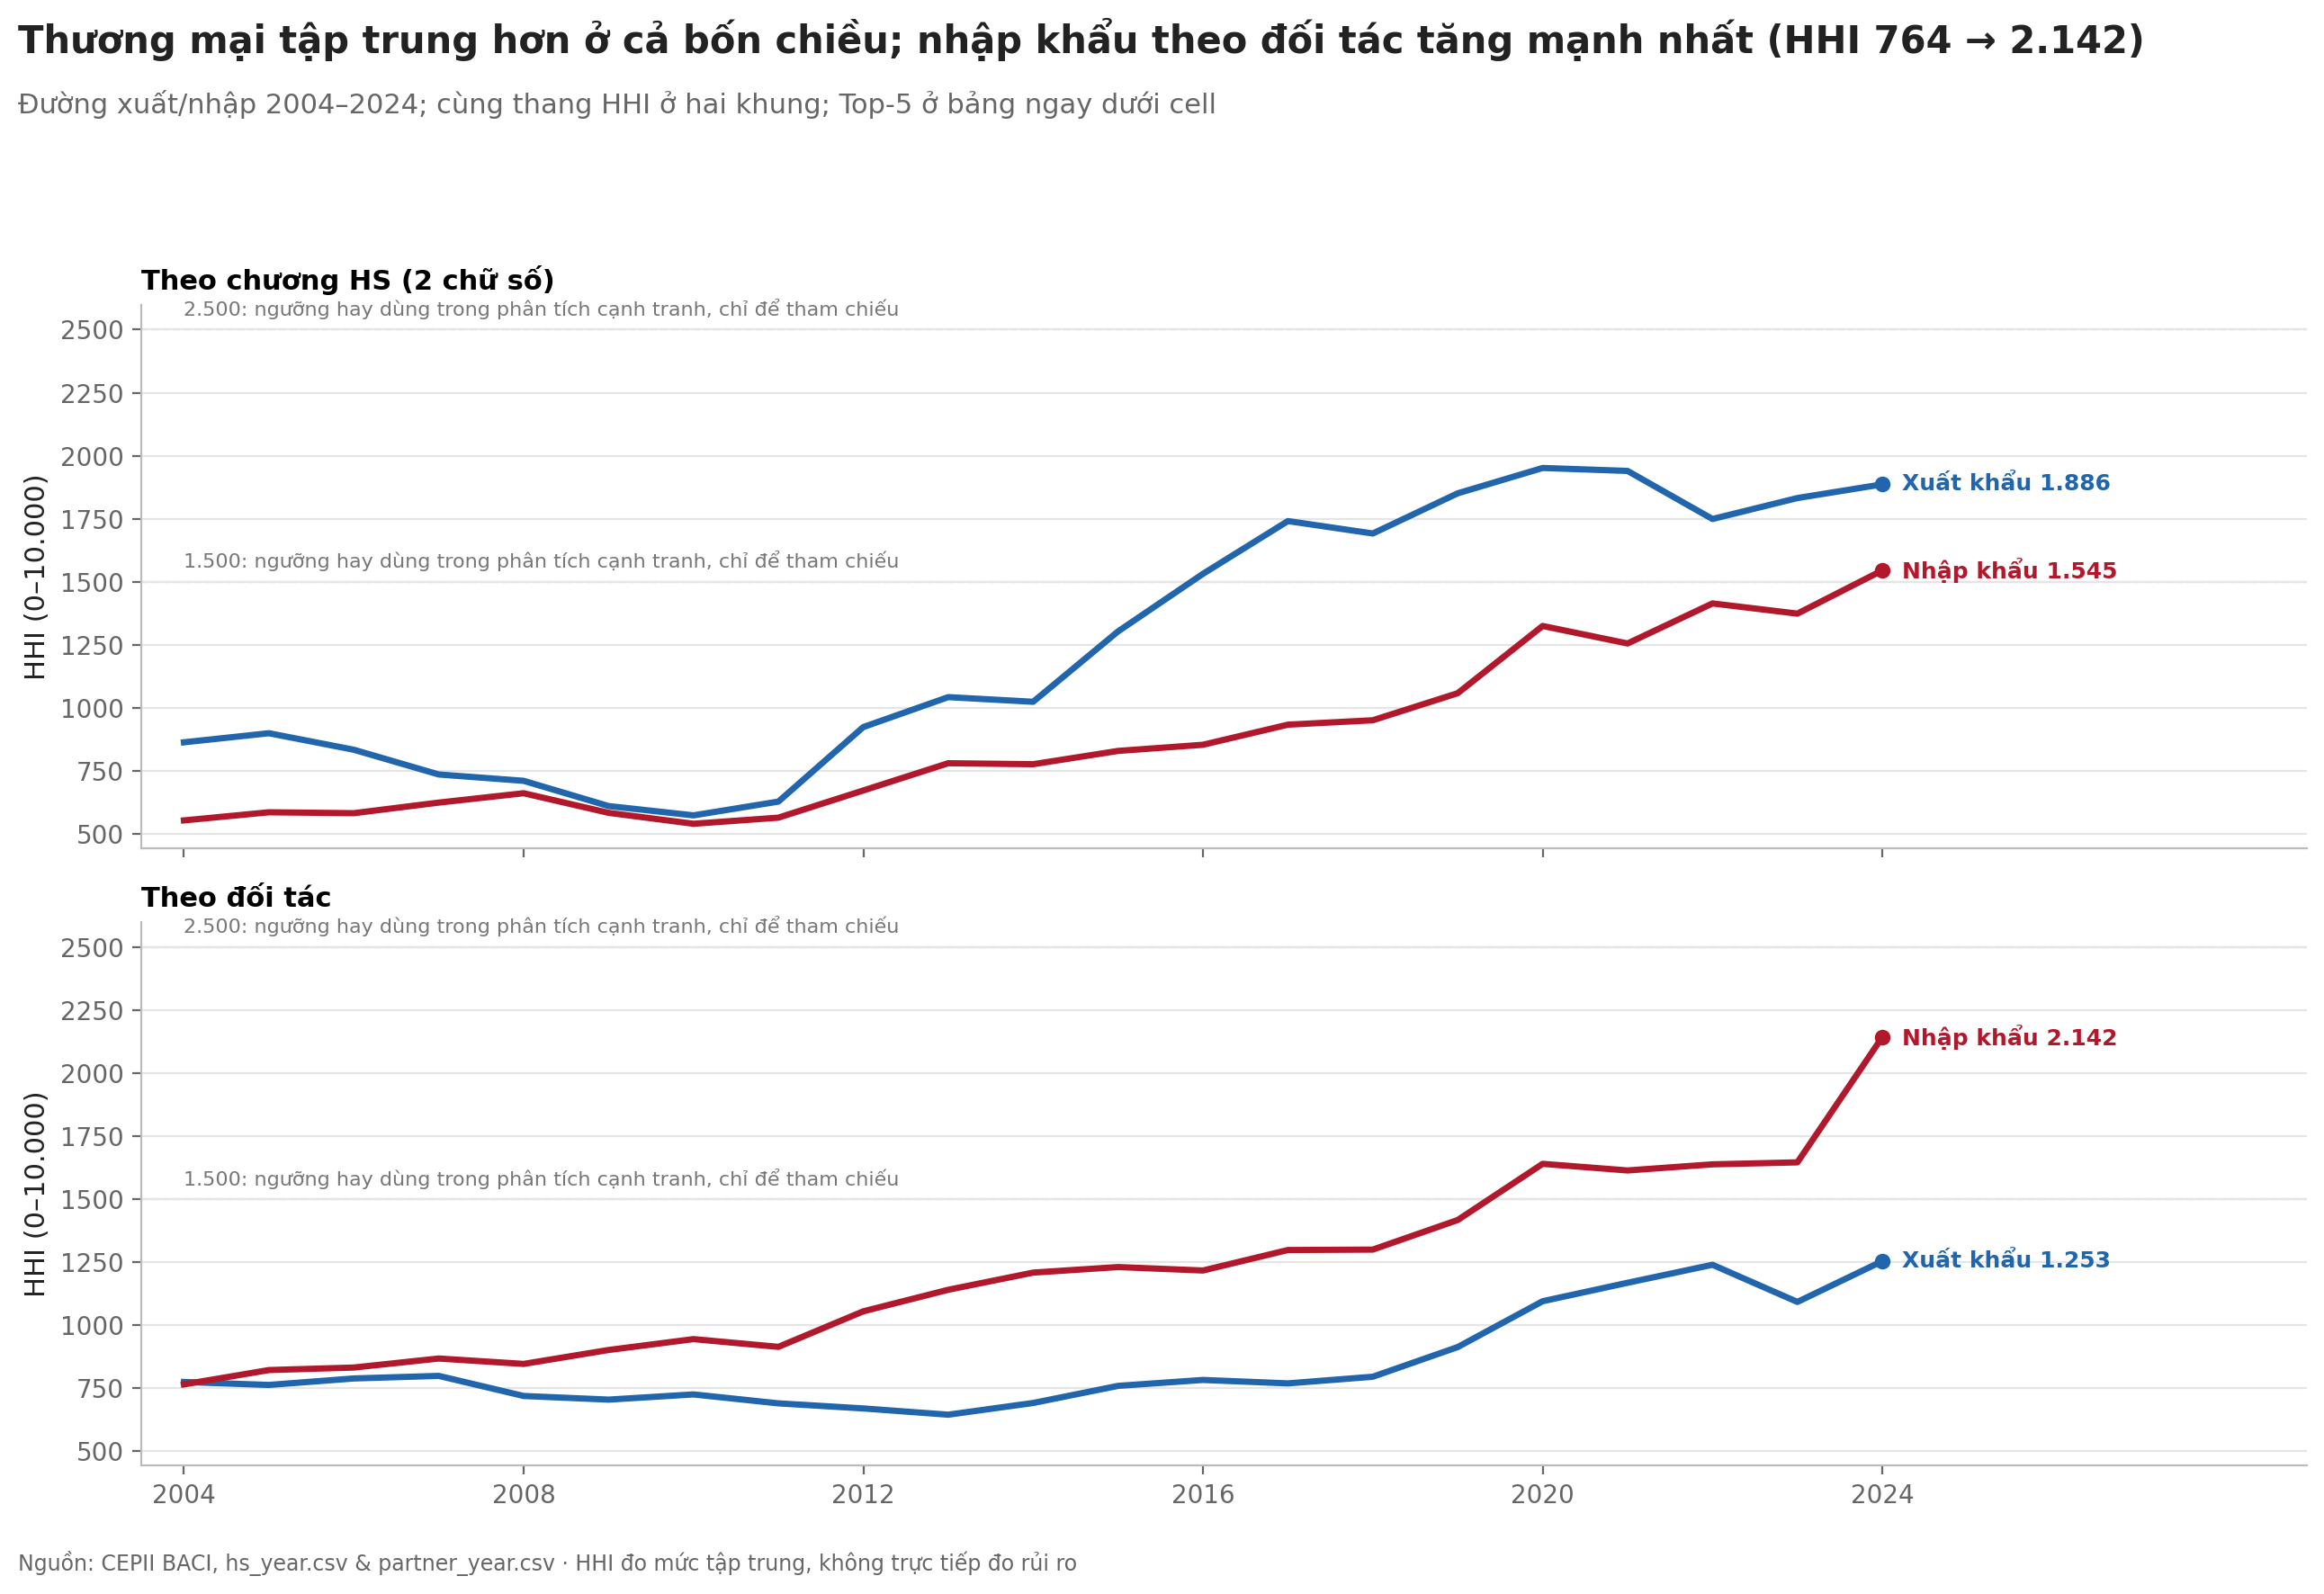 Thương mại tập trung hơn ở cả bốn chiều; nhập khẩu theo đối tác tăng mạnh nhất (HHI 764 → 2.142)
Đường xuất/nhập 2004–2024; cùng thang HHI ở hai khung; Top-5 ở bảng ngay dưới cell
Theo chương HS (2 chữ số)
2.500: ngưỡng hay dùng trong phân tích cạnh tranh, chỉ để tham chiếu
2500
2250
2000
Xuất khẩu 1.886
1750
1.500: ngưỡng hay dùng trong phân tích cạnh tranh, chỉ để tham chiếu
Nhập khẩu 1.545
1500
HHI (0–10.000)
1250
1000
750
500
Theo đối tác
2.500: ngưỡng hay dùng trong phân tích cạnh tranh, chỉ để tham chiếu
2500
2250
Nhập khẩu 2.142
2000
1750
1.500: ngưỡng hay dùng trong phân tích cạnh tranh, chỉ để tham chiếu
1500
HHI (0–10.000)
Xuất khẩu 1.253
1250
1000
750
500
2004 2008 2012 2016 2020 2024
Nguồn: CEPII BACI, hs_year.csv & partner_year.csv · HHI đo mức tập trung, không trực tiếp đo rủi ro